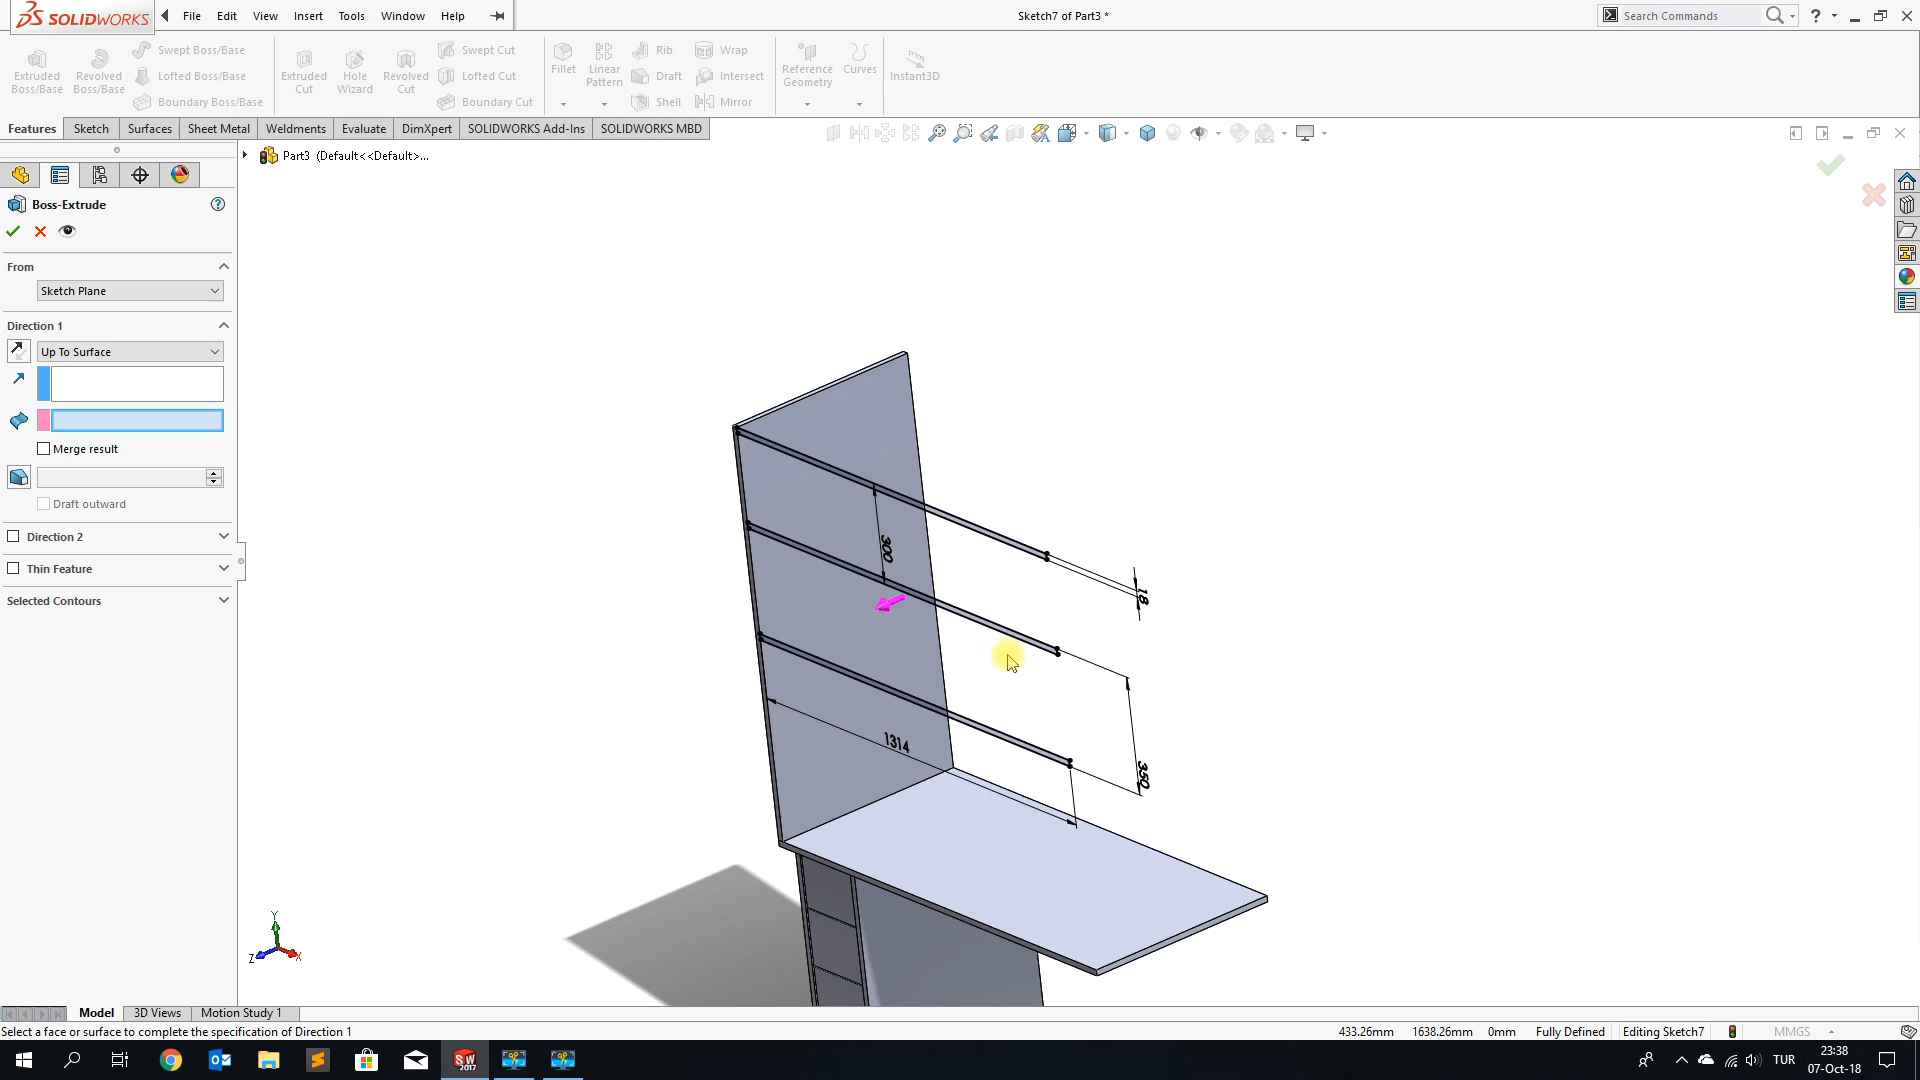 SOLIDWORKS File Edit View Insert Tools Window Help Sketch7 of Part3 * Search Commands ?
Extruded Boss/Base
Revolved Boss/Base
Swept Boss/Base
Lofted Boss/Base
Boundary Boss/Base
Extruded Cut
Hole Wizard
Revolved Cut
Swept Cut
Lofted Cut
Boundary Cut
Fillet
Linear Pattern
Rib
Draft
Shell
Wrap
Intersect
Mirror
Reference Geometry
Curves
Instant3D
Features Sketch Surfaces Sheet Metal Weldments Evaluate DimXpert SOLIDWORKS Add-Ins SOLIDWORKS MBD
Part3 (Default<<Default>...
Boss-Extrude
From
Sketch Plane
Direction 1
Up To Surface
Merge result
Draft outward
Direction 2
Thin Feature
Selected Contours
300
18
350
1314
Y
Z
X
Model 3D Views Motion Study 1
Select a face or surface to complete the specification of Direction 1 433.26mm 1638.26mm 0mm Fully Defined Editing Sketch7 MMGS
SW 2017
TUR
23:38
07-Oct-18